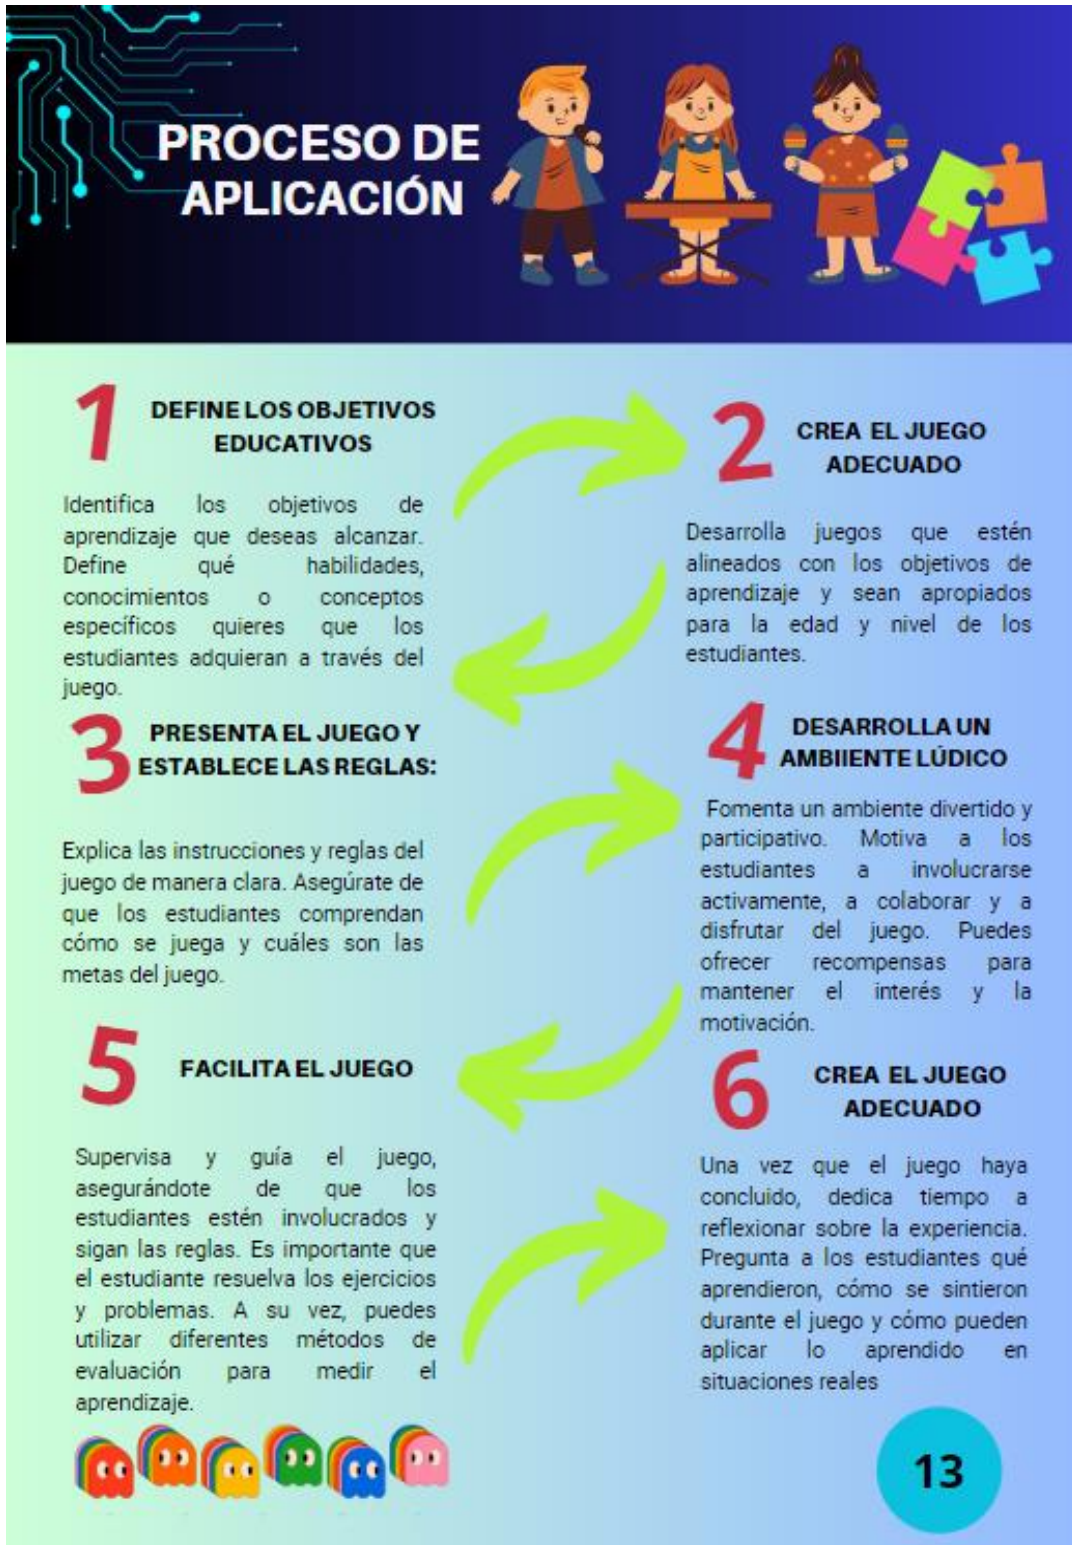 PROCESO DE
APLICACIÓN
1
DEFINE LOS OBJETIVOS
EDUCATIVOS
Identifica los objetivos de
aprendizaje que deseas alcanzar.
Define qué habilidades,
conocimientos o conceptos
específicos quieres que los
estudiantes adquieran a través del
juego.
2
CREA EL JUEGO
ADECUADO
Desarrolla juegos que estén
alineados con los objetivos de
aprendizaje y sean apropiados
para la edad y nivel de los
estudiantes.
3
PRESENTA EL JUEGO Y
ESTABLECE LAS REGLAS:
Explica las instrucciones y reglas del
juego de manera clara. Asegúrate de
que los estudiantes comprendan
cómo se juega y cuáles son las
metas del juego.
4
DESARROLLA UN
AMBIIENTE LÚDICO
Fomenta un ambiente divertido y
participativo. Motiva a los
estudiantes a involucrarse
activamente, a colaborar y a
disfrutar del juego. Puedes
ofrecer recompensas para
mantener el interés y la
motivación.
5
FACILITA EL JUEGO
Supervisa y guía el juego,
asegurándote de que los
estudiantes estén involucrados y
sigan las reglas. Es importante que
el estudiante resuelva los ejercicios
y problemas. A su vez, puedes
utilizar diferentes métodos de
evaluación para medir el
aprendizaje.
6
CREA EL JUEGO
ADECUADO
Una vez que el juego haya
concluido, dedica tiempo a
reflexionar sobre la experiencia.
Pregunta a los estudiantes qué
aprendieron, cómo se sintieron
durante el juego y cómo pueden
aplicar lo aprendido en
situaciones reales
13